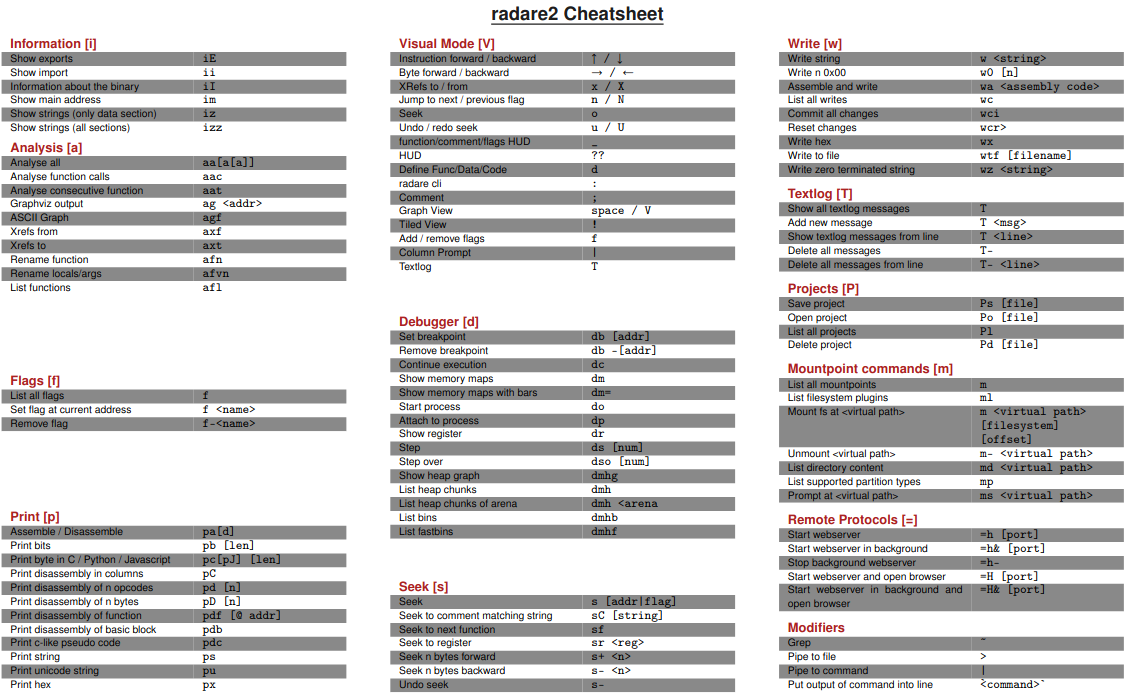 radare2 Cheatsheet
Information [i]
Show exports iE
Show import ii
Information about the binary iI
Show main address im
Show strings (only data section) iz
Show strings (all sections) izz
Analysis [a]
Analyse all aa[a[a]]
Analyse function calls aac
Analyse consecutive function aat
Graphviz output ag <addr>
ASCII Graph agf
Xrefs from axf
Xrefs to axt
Rename function afn
Rename locals/args afvn
List functions afl
Flags [f]
List all flags f
Set flag at current address f <name>
Remove flag f-<name>
Print [p]
Assemble / Disassemble pa[d]
Print bits pb [len]
Print byte in C / Python / Javascript pc[pJ] [len]
Print disassembly in columns pC
Print disassembly of n opcodes pd [n]
Print disassembly of n bytes pD [n]
Print disassembly of function pdf [@ addr]
Print disassembly of basic block pdb
Print c-like pseudo code pdc
Print string ps
Print unicode string pu
Print hex px
Visual Mode [V]
Instruction forward / backward ↑ / ↓
Byte forward / backward → / ←
XRefs to / from x / X
Jump to next / previous flag n / N
Seek o
Undo / redo seek u / U
function/comment/flags HUD _
HUD ??
Define Func/Data/Code d
radare cli :
Comment ;
Graph View space / V
Tiled View !
Add / remove flags f
Column Prompt |
Textlog T
Debugger [d]
Set breakpoint db [addr]
Remove breakpoint db -[addr]
Continue execution dc
Show memory maps dm
Show memory maps with bars dm=
Start process do
Attach to process dp
Show register dr
Step ds [num]
Step over dso [num]
Show heap graph dmhg
List heap chunks dmh
List heap chunks of arena dmh <arena
List bins dmhb
List fastbins dmhf
Seek [s]
Seek s [addr|flag]
Seek to comment matching string sC [string]
Seek to next function sf
Seek to register sr <reg>
Seek n bytes forward s+ <n>
Seek n bytes backward s- <n>
Undo seek s-
Write [w]
Write string w <string>
Write n 0x00 w0 [n]
Assemble and write wa <assembly code>
List all writes wc
Commit all changes wci
Reset changes wcr>
Write hex wx
Write to file wtf [filename]
Write zero terminated string wz <string>
Textlog [T]
Show all textlog messages T
Add new message T <msg>
Show textlog messages from line T <line>
Delete all messages T-
Delete all messages from line T- <line>
Projects [P]
Save project Ps [file]
Open project Po [file]
List all projects Pl
Delete project Pd [file]
Mountpoint commands [m]
List all mountpoints m
List filesystem plugins ml
Mount fs at <virtual path> m <virtual path>
[filesystem]
[offset]
Unmount <virtual path> m- <virtual path>
List directory content md <virtual path>
List supported partition types mp
Prompt at <virtual path> ms <virtual path>
Remote Protocols [=]
Start webserver =h [port]
Start webserver in background =h& [port]
Stop background webserver =h-
Start webserver and open browser =H [port]
Start webserver in background and =H& [port]
open browser
Modifiers
Grep ~
Pipe to file >
Pipe to command |
Put output of command into line `<command>`